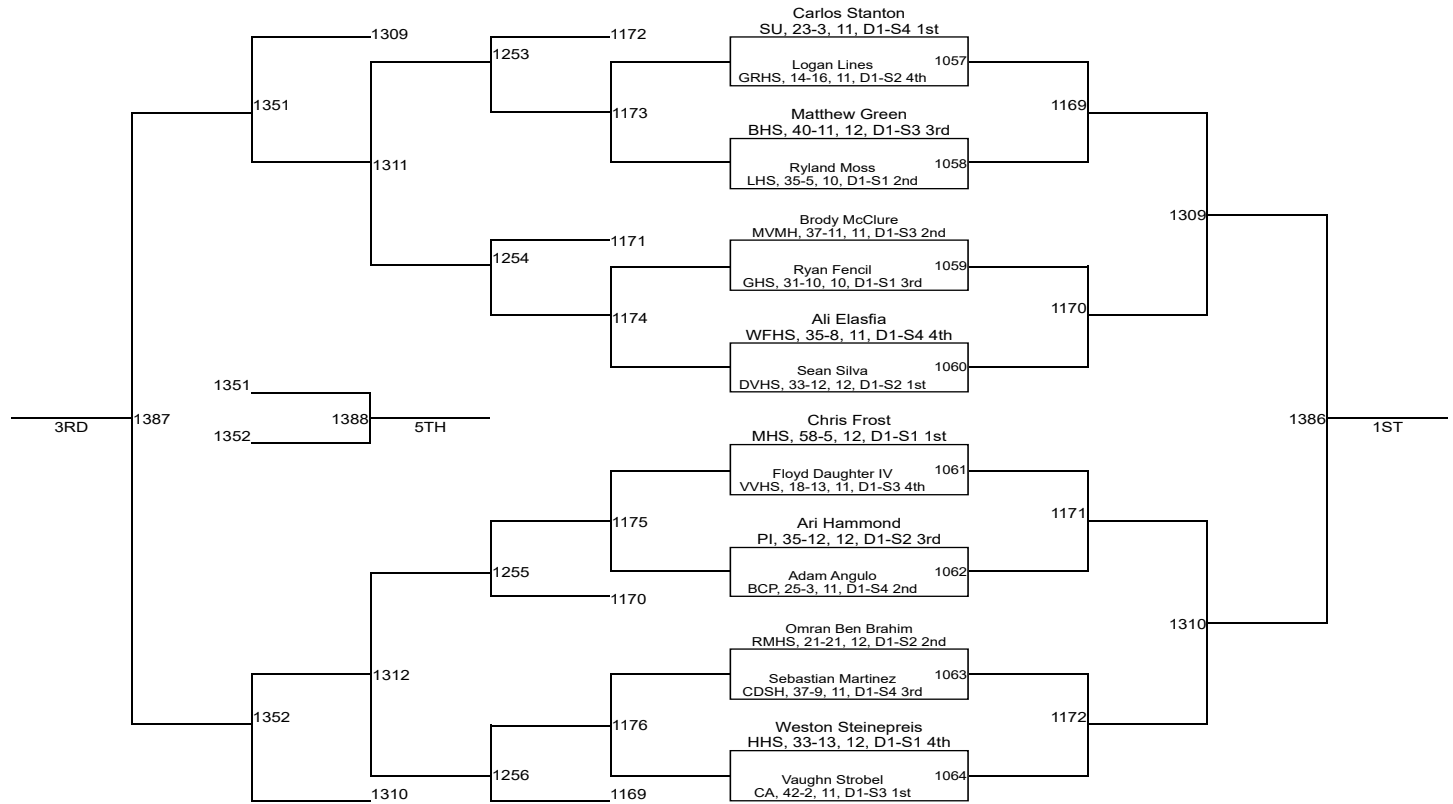 Carlos Stanton
SU, 23-3, 11, D1-S4 1st
1309
1172
1253
Logan Lines
1057
GRHS, 14-16, 11, D1-S2 4th
1351
1169
1173
Matthew Green
BHS, 40-11, 12, D1-S3 3rd
1311
Ryland Moss
1058
LHS, 35-5, 10, D1-S1 2nd
1309
Brody McClure
MVMH, 37-11, 11, D1-S3 2nd
1171
1254
Ryan Fencil
1059
GHS, 31-10, 10, D1-S1 3rd
1170
1174
Ali Elasfia
WFHS, 35-8, 11, D1-S4 4th
Sean Silva
1060
DVHS, 33-12, 12, D1-S2 1st
1351
3RD
1387
1388
5TH
1352
1386
1ST
Chris Frost
MHS, 58-5, 12, D1-S1 1st
Floyd Daughter IV
1061
VVHS, 18-13, 11, D1-S3 4th
1171
1175
Ari Hammond
PI, 35-12, 12, D1-S2 3rd
1255
Adam Angulo
1062
BCP, 25-3, 11, D1-S4 2nd
1170
1310
Omran Ben Brahim
RMHS, 21-21, 12, D1-S2 2nd
1312
Sebastian Martinez
1063
CDSH, 37-9, 11, D1-S4 3rd
1352
1172
1176
Weston Steinepreis
HHS, 33-13, 12, D1-S1 4th
1256
Vaughn Strobel
1064
CA, 42-2, 11, D1-S3 1st
1310
1169